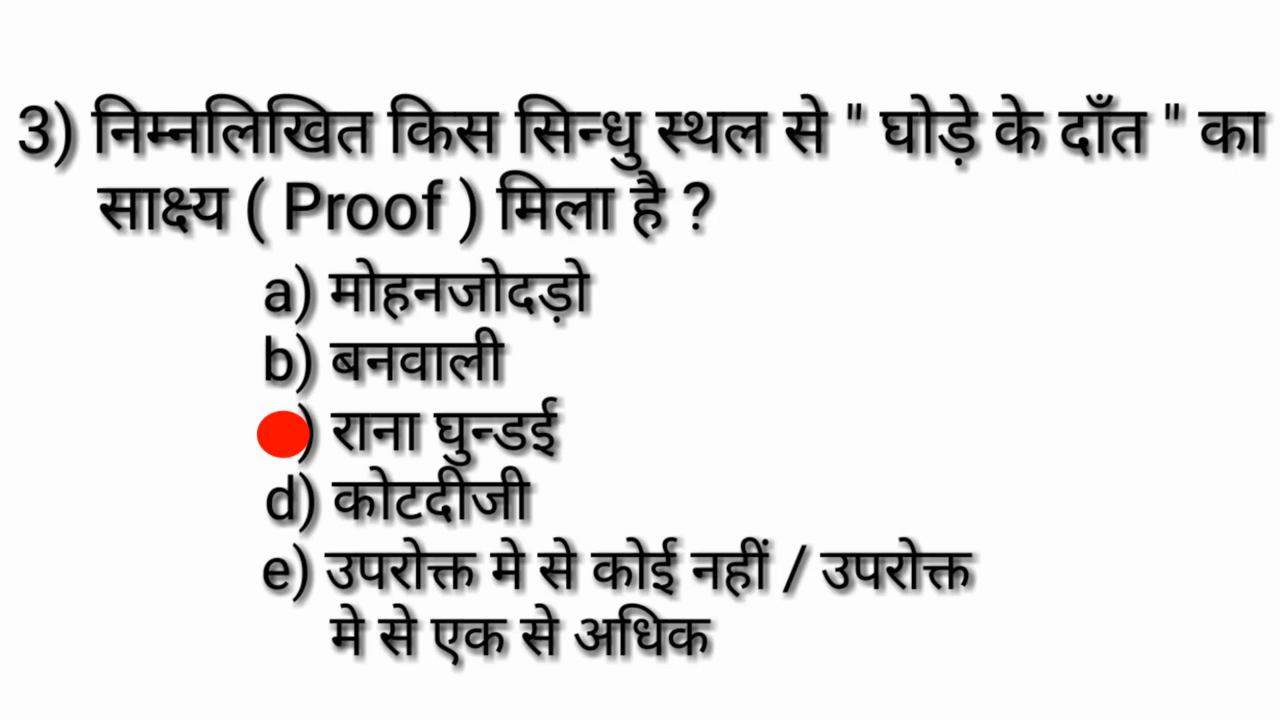 3) निम्नलिखित किस सिन्धु स्थल से " घोड़े के दाँत " का
साक्ष्य ( Proof ) मिला है ?
a) मोहनजोदड़ो
b) बनवाली
) राना घुन्डई
d) कोटदीजी
e) उपरोक्त मे से कोई नहीं / उपरोक्त
मे से एक से अधिक